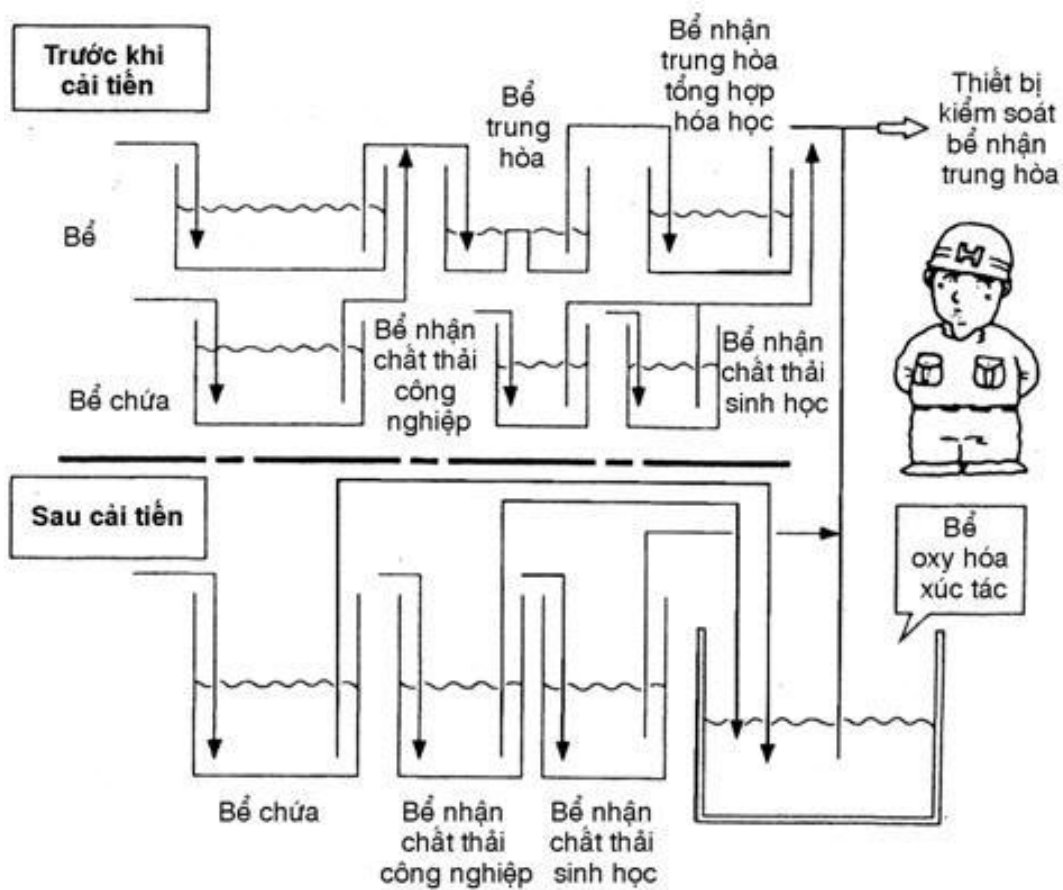 Trước khi
cải tiến
Bể
trung
hòa
Bể nhận
trung hòa
tổng hợp
hóa học
Thiết bị
kiểm soát
bể nhận
trung hòa
Bể
Bể chứa
Bể nhận
chất thải
công
nghiệp
Bể nhận
chất thải
sinh học
Sau cải tiến
Bể
oxy hóa
xúc tác
Bể chứa
Bể nhận
chất thải
công nghiệp
Bể nhận
chất thải
sinh học